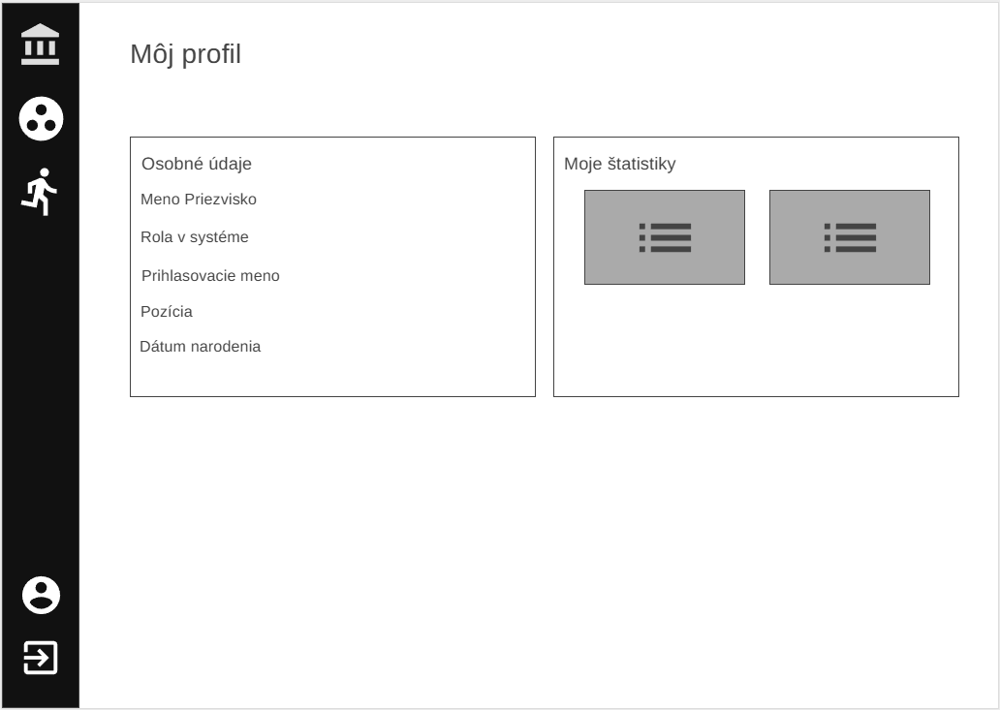 Môj profil
Osobné údaje
Meno Priezvisko
Rola v systéme
Prihlasovacie meno
Pozícia
Dátum narodenia
Moje štatistiky